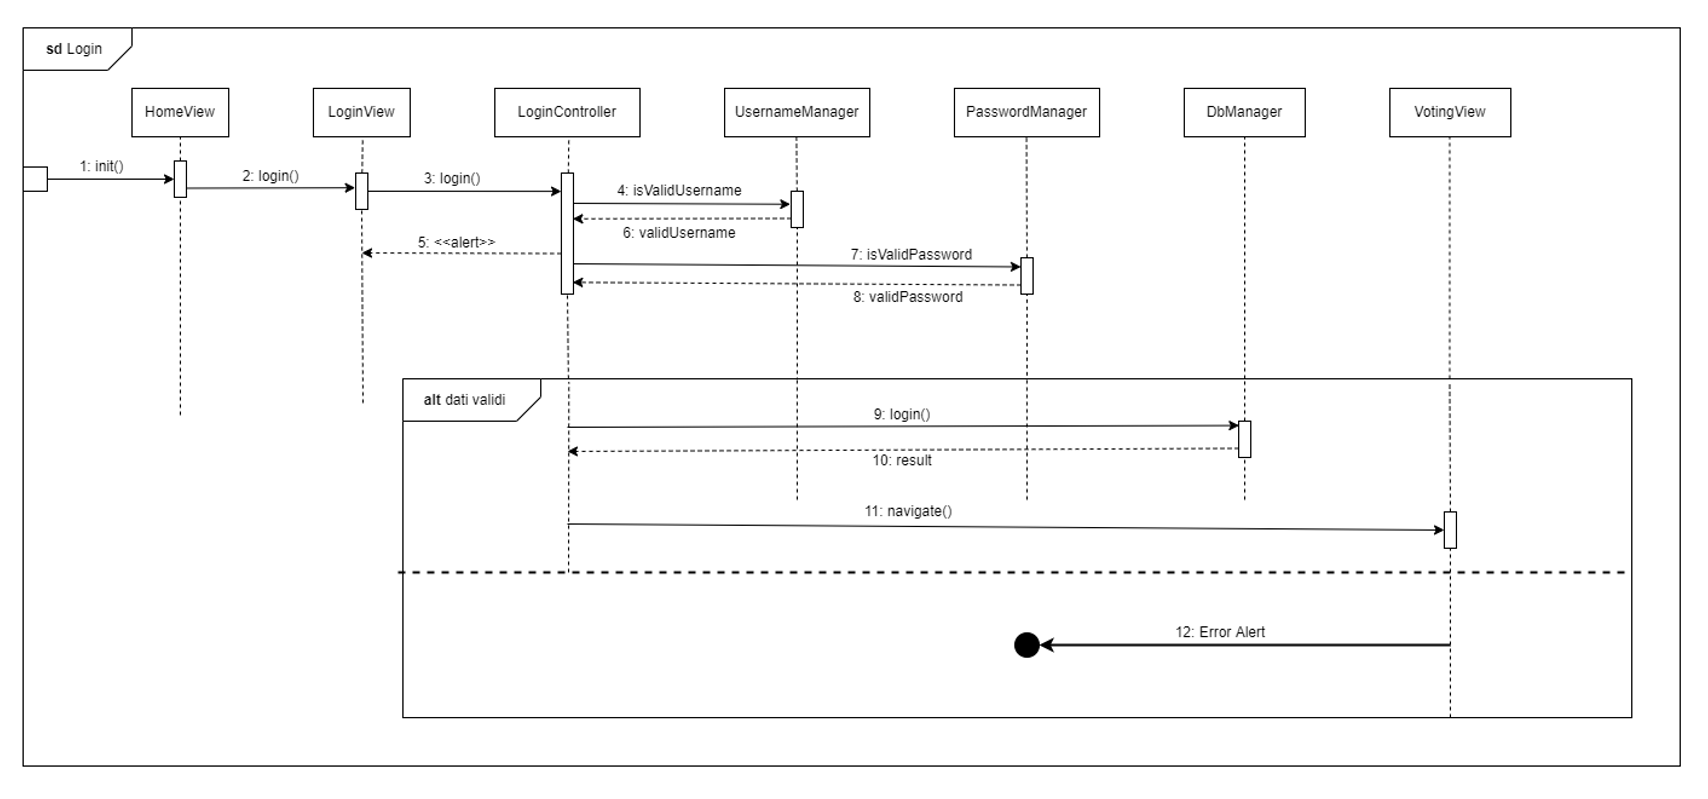 sd Login
HomeView
LoginView
LoginController
UsernameManager
PasswordManager
DbManager
VotingView
1: init()
2: login()
3: login()
4: isValidUsername
6: validUsername
5: <<alert>>
7: isValidPassword
8: validPassword
alt dati validi
9: login()
10: result
11: navigate()
12: Error Alert